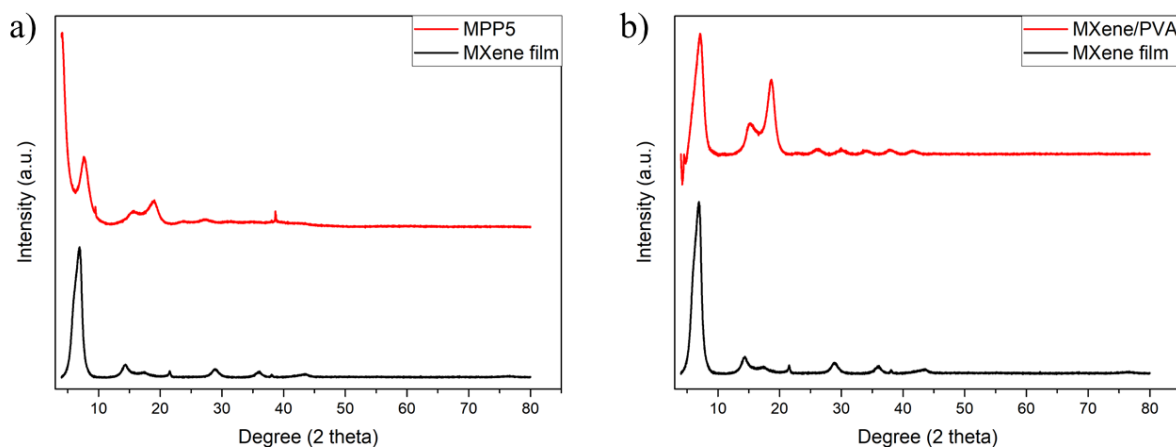 a)
MPP5
MXene film
Intensity (a.u.)
10 20 30 40 50 60 70 80
Degree (2 theta)
b)
MXene/PVA
MXene film
Intensity (a.u.)
10 20 30 40 50 60 70 80
Degree (2 theta)